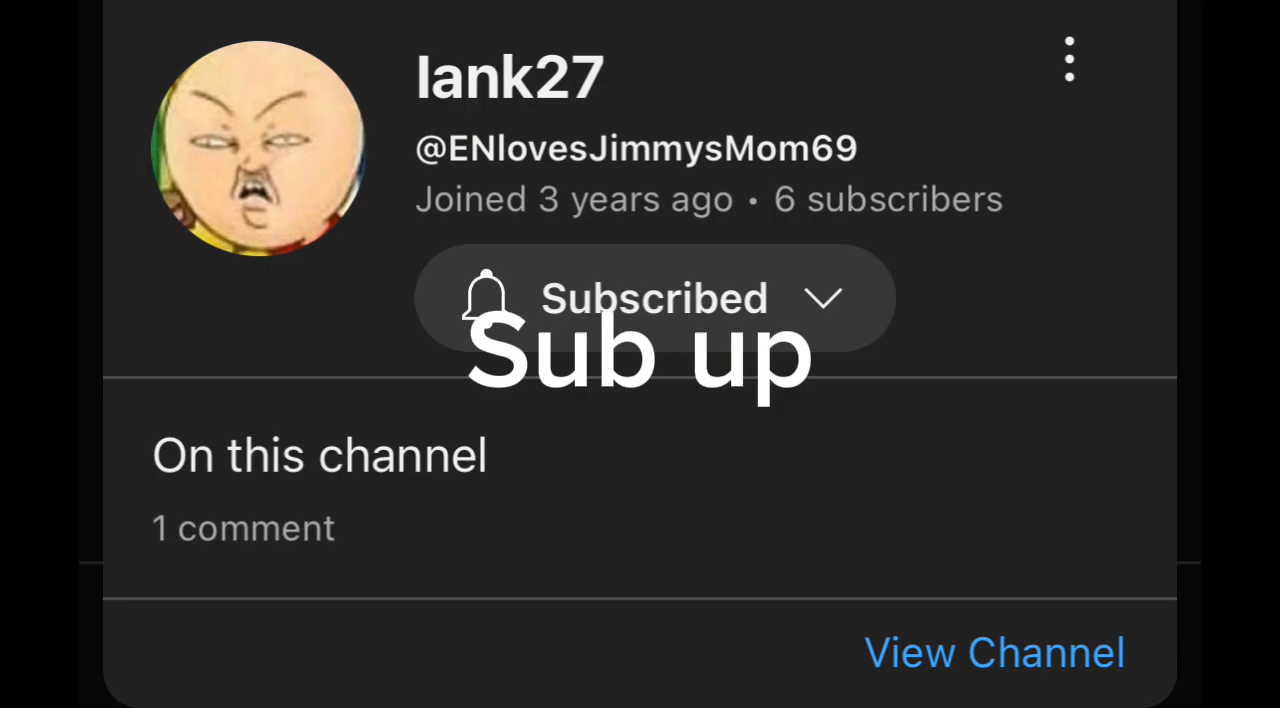 lank27
@ENlovesJimmysMom69
Joined 3 years ago • 6 subscribers
Subscribed
Sub up
On this channel
1 comment
View Channel